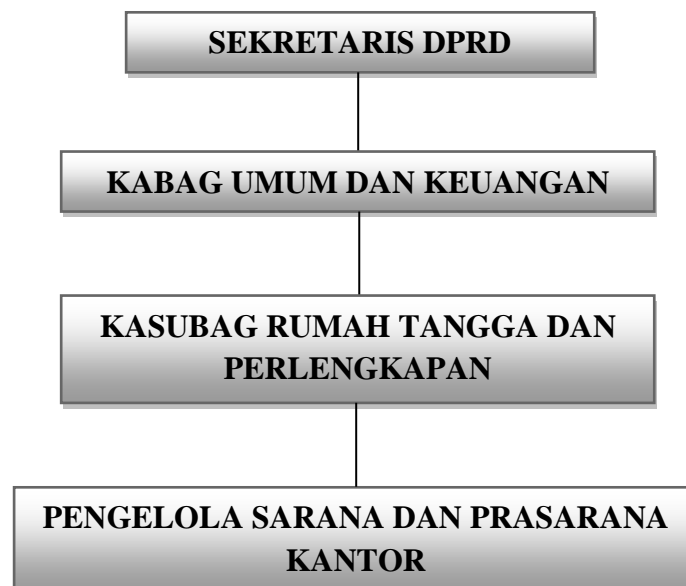 SEKRETARIS DPRD
KABAG UMUM DAN KEUANGAN
KASUBAG RUMAH TANGGA DAN
PERLENGKAPAN
PENGELOLA SARANA DAN PRASARANA
KANTOR